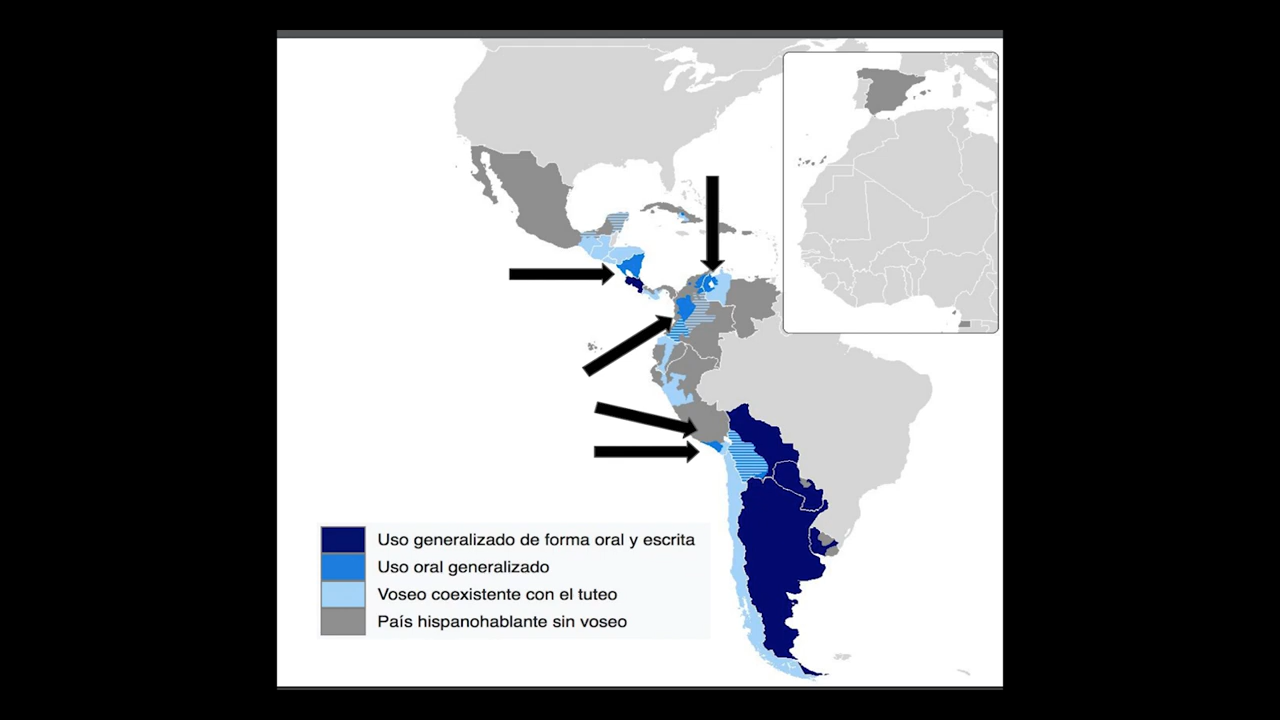 Uso generalizado de forma oral y escrita
Uso oral generalizado
Voseo coexistente con el tuteo
País hispanohablante sin voseo